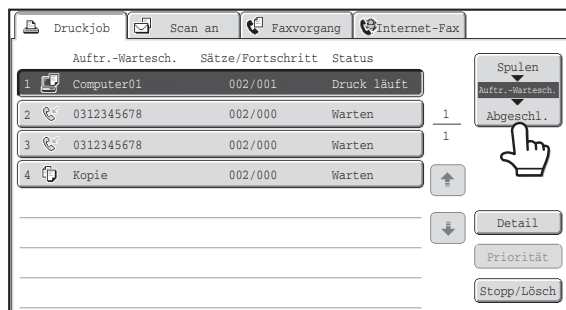 Druckjob Scan an Faxvorgang Internet-Fax
Auftr.-Wartesch. Sätze/Fortschritt Status
1 Computer01 002/001 Druck läuft
2 0312345678 002/000 Warten
3 0312345678 002/000 Warten
4 Kopie 002/000 Warten
1
1
Spulen
Auftr.-Wartesch.
Abgeschl.
Detail
Priorität
Stopp/Lösch